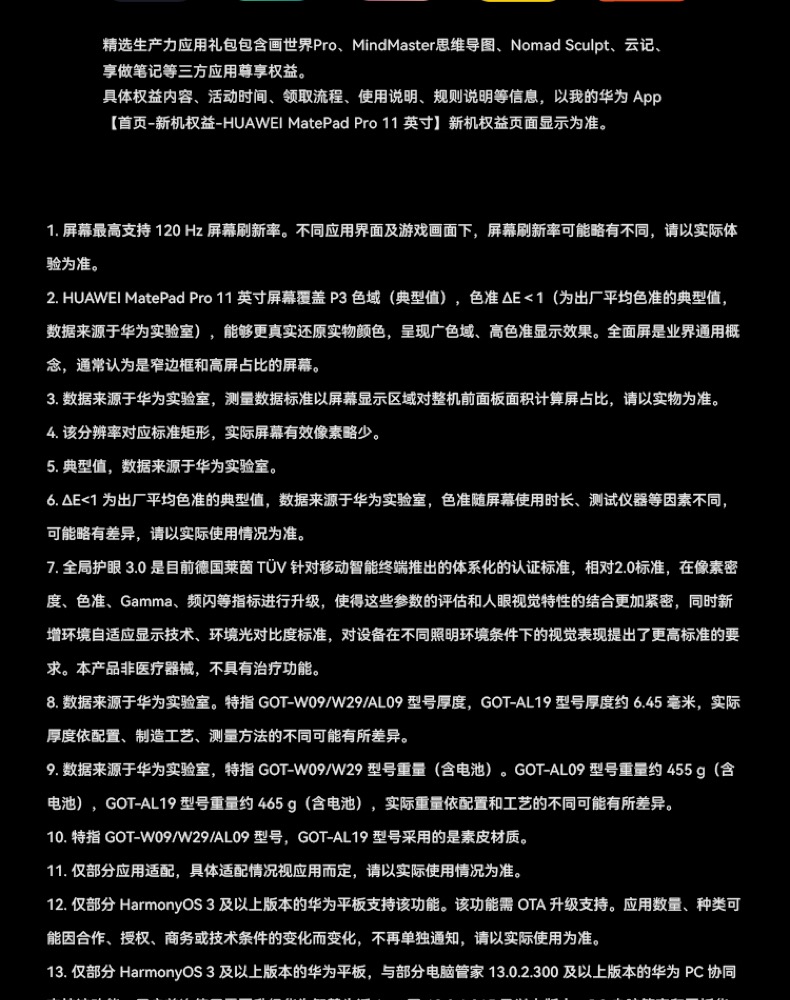 精选生产力应用礼包包含画世界Pro、MindMaster思维导图、Nomad Sculpt、云记、
享做笔记等三方应用尊享权益。
具体权益内容、活动时间、领取流程、使用说明、规则说明等信息，以我的华为 App
【首页-新机权益-HUAWEI MatePad Pro 11 英寸】新机权益页面显示为准。
1. 屏幕最高支持 120 Hz 屏幕刷新率。不同应用界面及游戏画面下，屏幕刷新率可能略有不同，请以实际体
验为准。
2. HUAWEI MatePad Pro 11 英寸屏幕覆盖 P3 色域（典型值），色准 ΔE < 1（为出厂平均色准的典型值，
数据来源于华为实验室），能够更真实还原实物颜色，呈现广色域、高色准显示效果。全面屏是业界通用概
念，通常认为是窄边框和高屏占比的屏幕。
3. 数据来源于华为实验室，测量数据标准以屏幕显示区域对整机前面板面积计算屏占比，请以实物为准。
4. 该分辨率对应标准矩形，实际屏幕有效像素略少。
5. 典型值，数据来源于华为实验室。
6. ΔE<1 为出厂平均色准的典型值，数据来源于华为实验室，色准随屏幕使用时长、测试仪器等因素不同，
可能略有差异，请以实际使用情况为准。
7. 全局护眼 3.0 是目前德国莱茵 TÜV 针对移动智能终端推出的体系化的认证标准，相对2.0标准，在像素密
度、色准、Gamma、频闪等指标进行升级，使得这些参数的评估和人眼视觉特性的结合更加紧密，同时新
增环境自适应显示技术、环境光对比度标准，对设备在不同照明环境条件下的视觉表现提出了更高标准的要
求。本产品非医疗器械，不具有治疗功能。
8. 数据来源于华为实验室。特指 GOT-W09/W29/AL09 型号厚度，GOT-AL19 型号厚度约 6.45 毫米，实际
厚度依配置、制造工艺、测量方法的不同可能有所差异。
9. 数据来源于华为实验室，特指 GOT-W09/W29 型号重量（含电池）。GOT-AL09 型号重量约 455 g（含
电池），GOT-AL19 型号重量约 465 g（含电池），实际重量依配置和工艺的不同可能有所差异。
10. 特指 GOT-W09/W29/AL09 型号，GOT-AL19 型号采用的是素皮材质。
11. 仅部分应用适配，具体适配情况视应用而定，请以实际使用情况为准。
12. 仅部分 HarmonyOS 3 及以上版本的华为平板支持该功能。该功能需 OTA 升级支持。应用数量、种类可
能因合作、授权、商务或技术条件的变化而变化，不再单独通知，请以实际使用为准。
13. 仅部分 HarmonyOS 3 及以上版本的华为平板，与部分电脑管家 13.0.2.300 及以上版本的华为 PC 协同